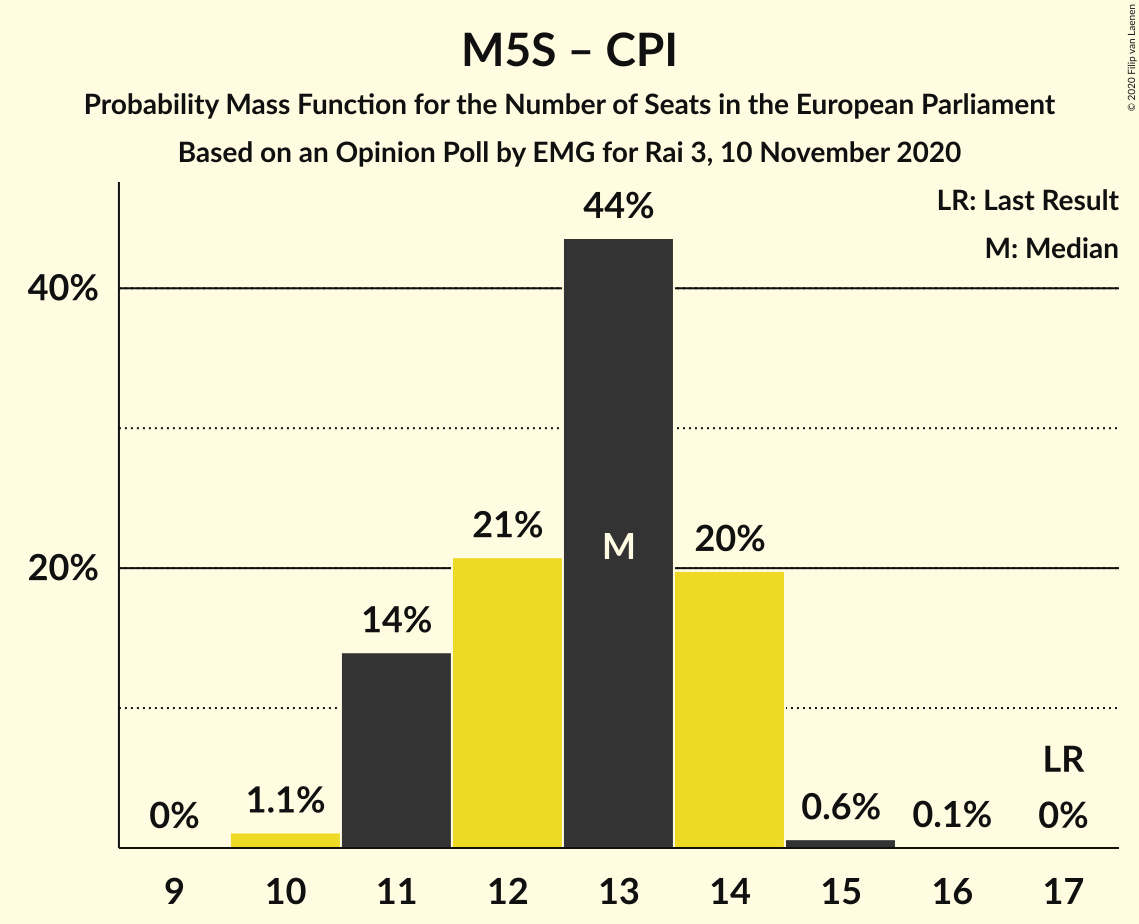 M5S – CPI
Probability Mass Function for the Number of Seats in the European Parliament
Based on an Opinion Poll by EMG for Rai 3, 10 November 2020
© 2020 Filip van Laenen
LR: Last Result
M: Median
44%
40%
21%
M
20%
20%
14%
LR
0%
1.1%
0.6%
0.1%
0%
9
10
11
12
13
14
15
16
17